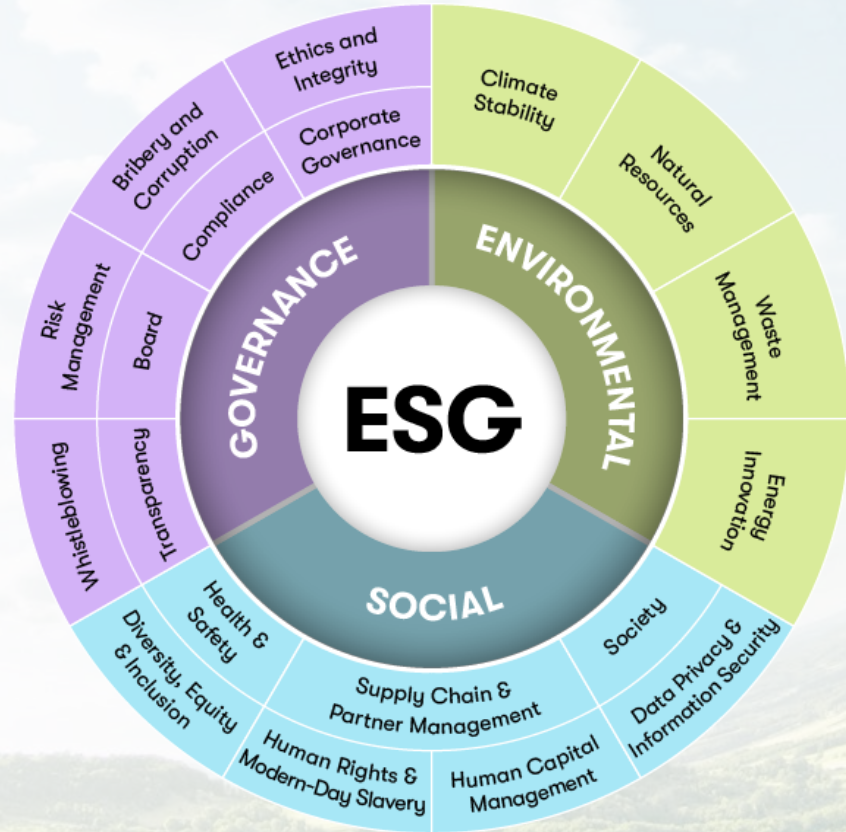 ESG
ENVIRONMENTAL
Climate
Stability
Natural
Resources
Waste
Management
Energy
Innovation
SOCIAL
Society
Data Privacy &
Information Security
Supply Chain &
Partner Management
Human Capital
Management
Human Rights &
Modern-Day Slavery
Health &
Safety
Diversity, Equity
& Inclusion
GOVERNANCE
Transparency
Whistleblowing
Board
Risk
Management
Compliance
Bribery and
Corruption
Corporate
Governance
Ethics and
Integrity